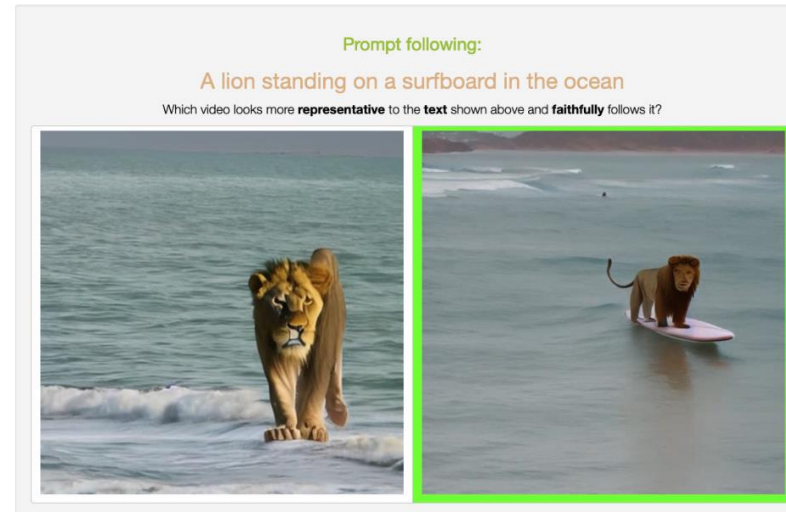 Prompt following:
A lion standing on a surfboard in the ocean
Which video looks more representative to the text shown above and faithfully follows it?